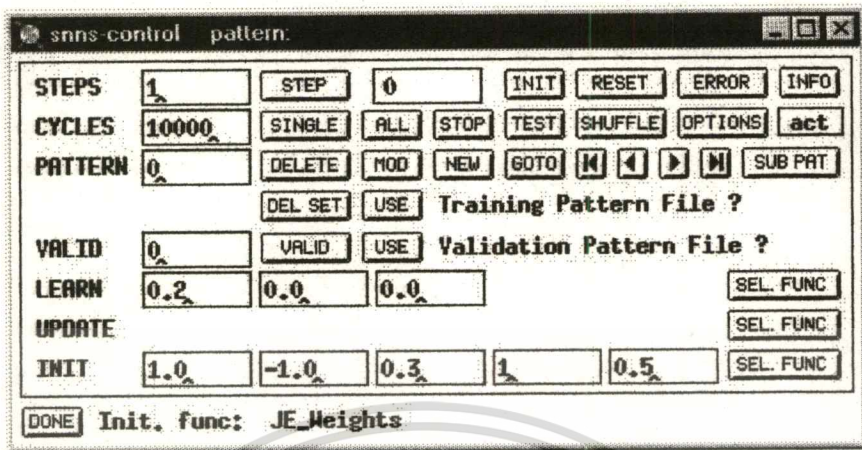 snns-control pattern:
STEPS 1 STEP 0 INIT RESET ERROR INFO
CYCLES 10000 SINGLE ALL STOP TEST SHUFFLE OPTIONS act
PATTERN 0 DELETE MOD NEW GOTO SUB PAT
DEL SET USE Training Pattern File ?
VALID 0 VALID USE Validation Pattern File ?
LEARN 0.2 0.0 0.0 SEL. FUNC
UPDATE SEL. FUNC
INIT 1.0 -1.0 0.3 1 0.5 SEL. FUNC
DONE Init. func: JE_Weights